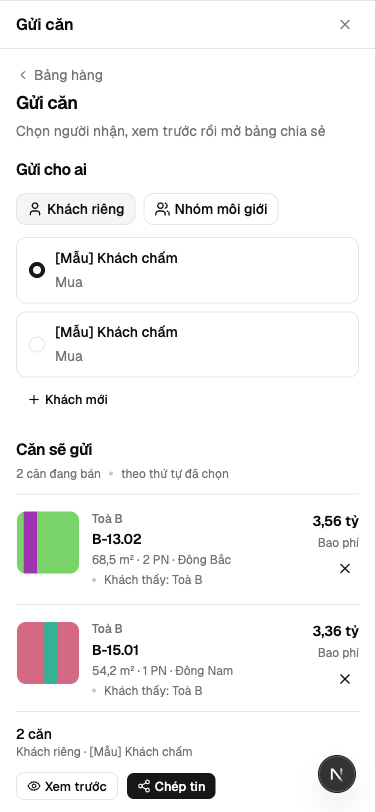 Gửi căn
Bảng hàng
Gửi căn
Chọn người nhận, xem trước rồi mở bảng chia sẻ
Gửi cho ai
Khách riêng
Nhóm môi giới
[Mẫu] Khách chấm
Mua
[Mẫu] Khách chấm
Mua
Khách mới
Căn sẽ gửi
2 căn đang bán • theo thứ tự đã chọn
Toà B
B-13.02
68,5 m² · 2 PN · Đông Bắc
• Khách thấy: Toà B
3,56 tỷ
Bao phí
Toà B
B-15.01
54,2 m² · 1 PN · Đông Nam
• Khách thấy: Toà B
3,36 tỷ
Bao phí
2 căn
Khách riêng · [Mẫu] Khách chấm
Xem trước
Chép tin
N